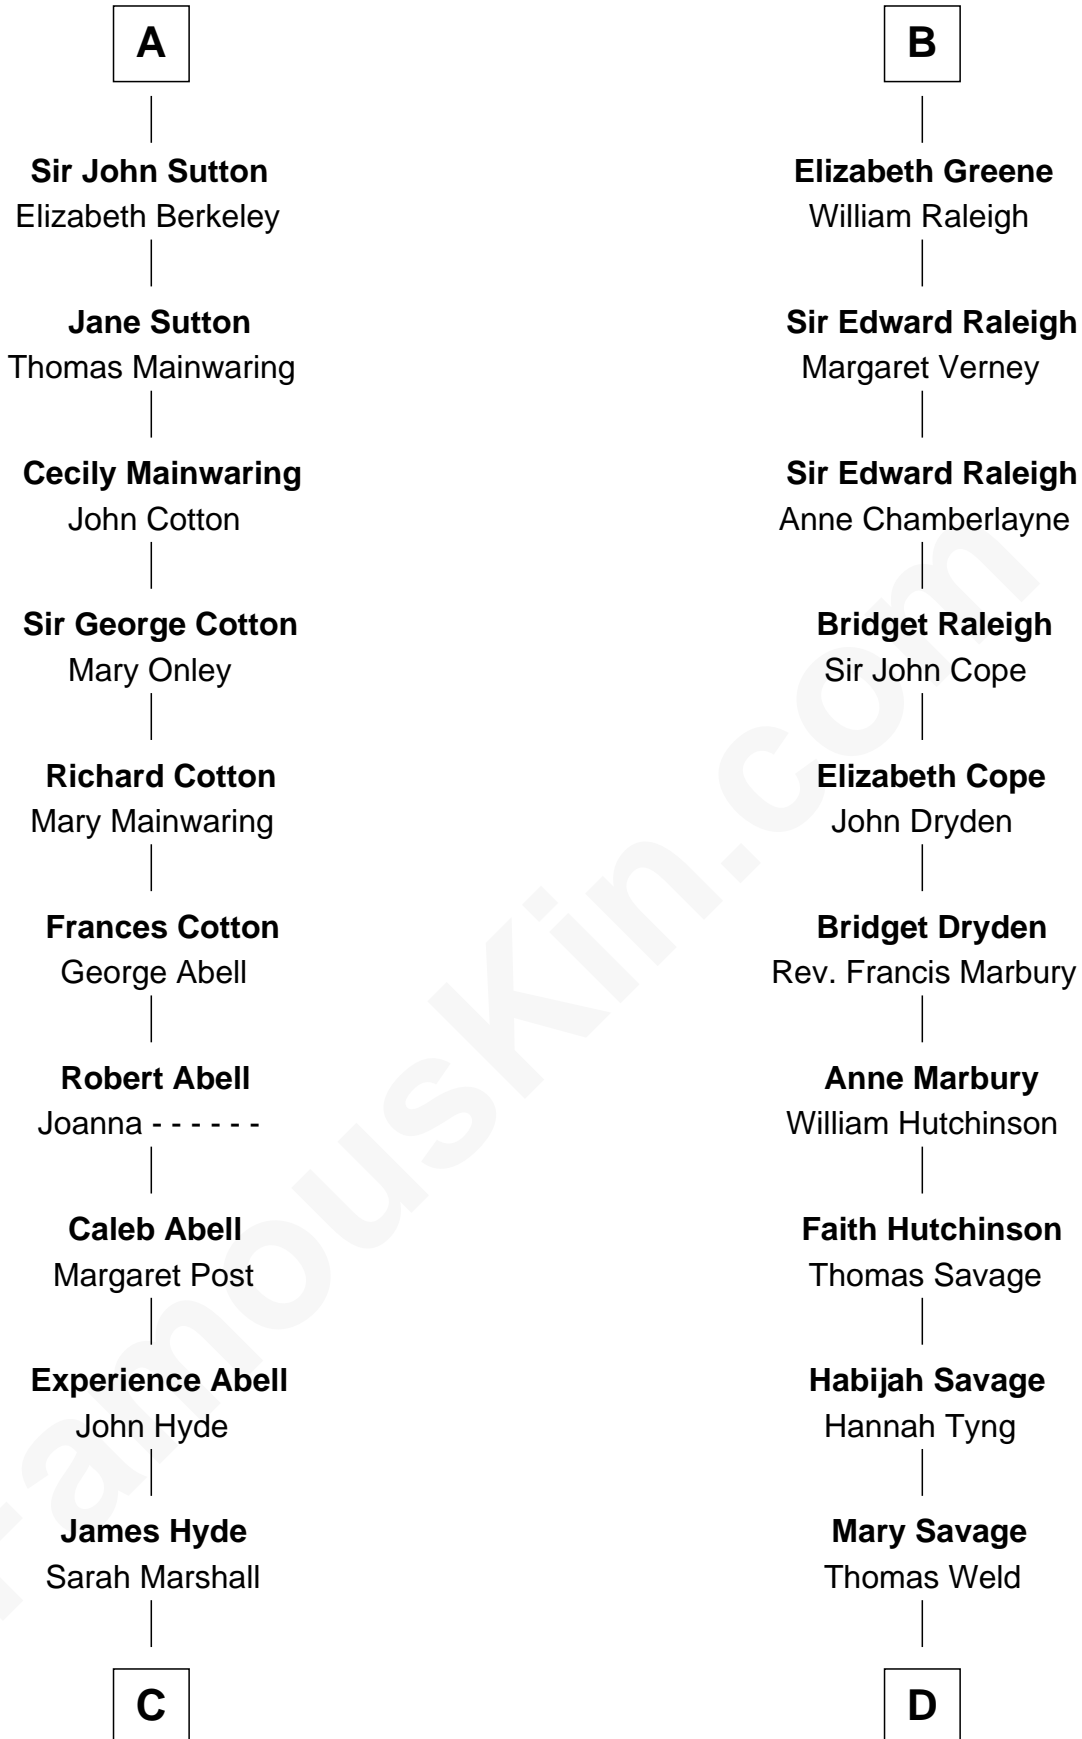 A
Sir John Sutton
Elizabeth Berkeley
Jane Sutton
Thomas Mainwaring
Cecily Mainwaring
John Cotton
Sir George Cotton
Mary Onley
Richard Cotton
Mary Mainwaring
Frances Cotton
George Abell
Robert Abell
Joanna - - - - - -
Caleb Abell
Margaret Post
Experience Abell
John Hyde
James Hyde
Sarah Marshall
C
B
Elizabeth Greene
William Raleigh
Sir Edward Raleigh
Margaret Verney
Sir Edward Raleigh
Anne Chamberlayne
Bridget Raleigh
Sir John Cope
Elizabeth Cope
John Dryden
Bridget Dryden
Rev. Francis Marbury
Anne Marbury
William Hutchinson
Faith Hutchinson
Thomas Savage
Habijah Savage
Hannah Tyng
Mary Savage
Thomas Weld
D
FamousKin.com